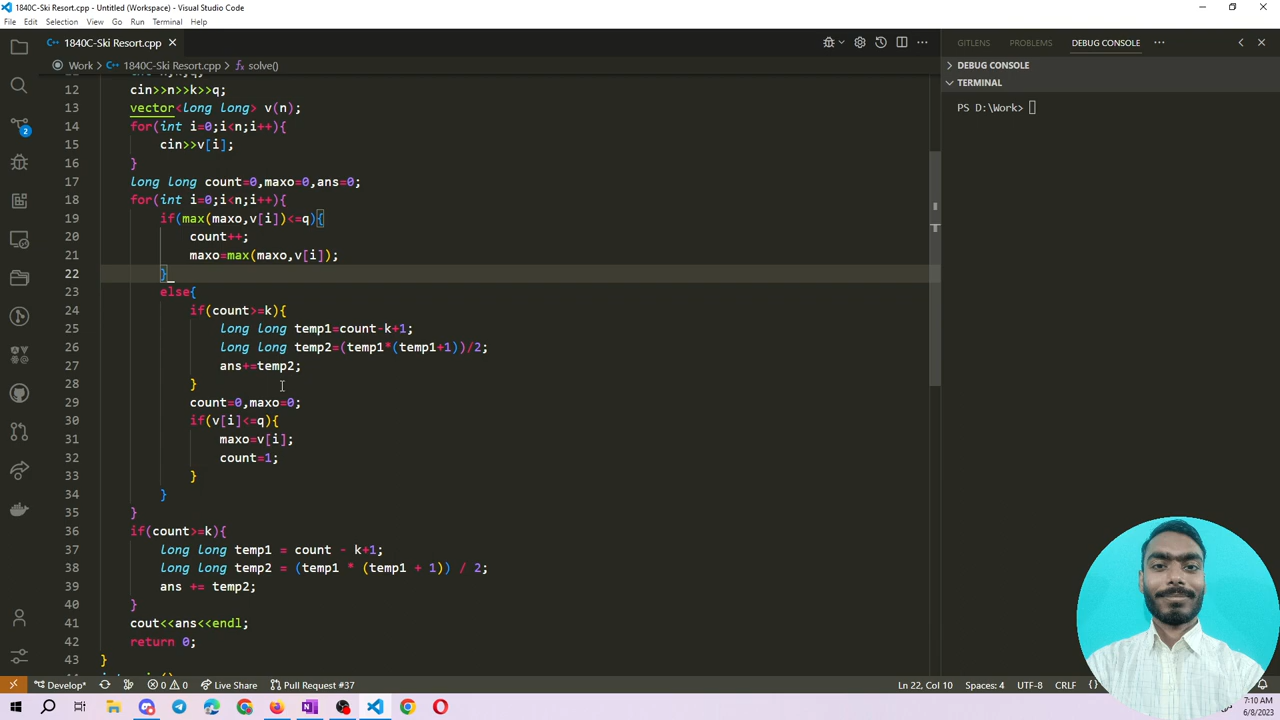 1840C-Ski Resort.cpp - Untitled (Workspace) - Visual Studio Code
File Edit Selection View Go Run Terminal Help
1840C-Ski Resort.cpp
GITLENS PROBLEMS DEBUG CONSOLE
Work > 1840C-Ski Resort.cpp > solve()
DEBUG CONSOLE
TERMINAL
PS D:\Work>
12 cin>>n>>k>>q;
13 vector<long long> v(n);
14 for(int i=0;i<n;i++){
15 cin>>v[i];
16 }
17 long long count=0,maxo=0,ans=0;
18 for(int i=0;i<n;i++){
19 if(max(maxo,v[i])<=q){
20 count++;
21 maxo=max(maxo,v[i]);
22 }
23 else{
24 if(count>=k){
25 long long temp1=count-k+1;
26 long long temp2=(temp1*(temp1+1))/2;
27 ans+=temp2;
28 }
29 count=0,maxo=0;
30 if(v[i]<=q){
31 maxo=v[i];
32 count=1;
33 }
34 }
35 }
36 if(count>=k){
37 long long temp1 = count - k+1;
38 long long temp2 = (temp1 * (temp1 + 1)) / 2;
39 ans += temp2;
40 }
41 cout<<ans<<endl;
42 return 0;
43 }
2
Develop* 0 0 Live Share Pull Request #37 Ln 22, Col 10 Spaces: 4 UTF-8 CRLF {}
7:10 AM
6/8/2023